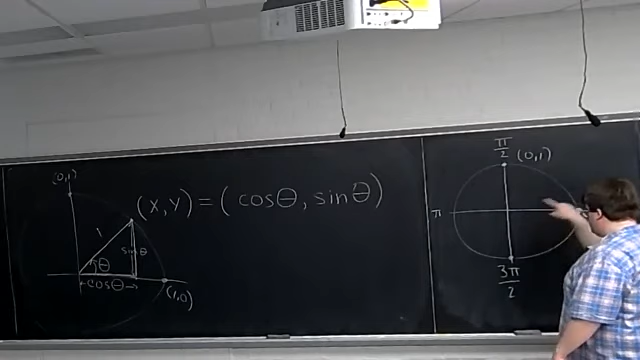 (0,1)
(x,y) = (cosθ, sinθ)
1
sinθ
θ
cosθ
(1,0)
π/2
(0,1)
π
3π/2